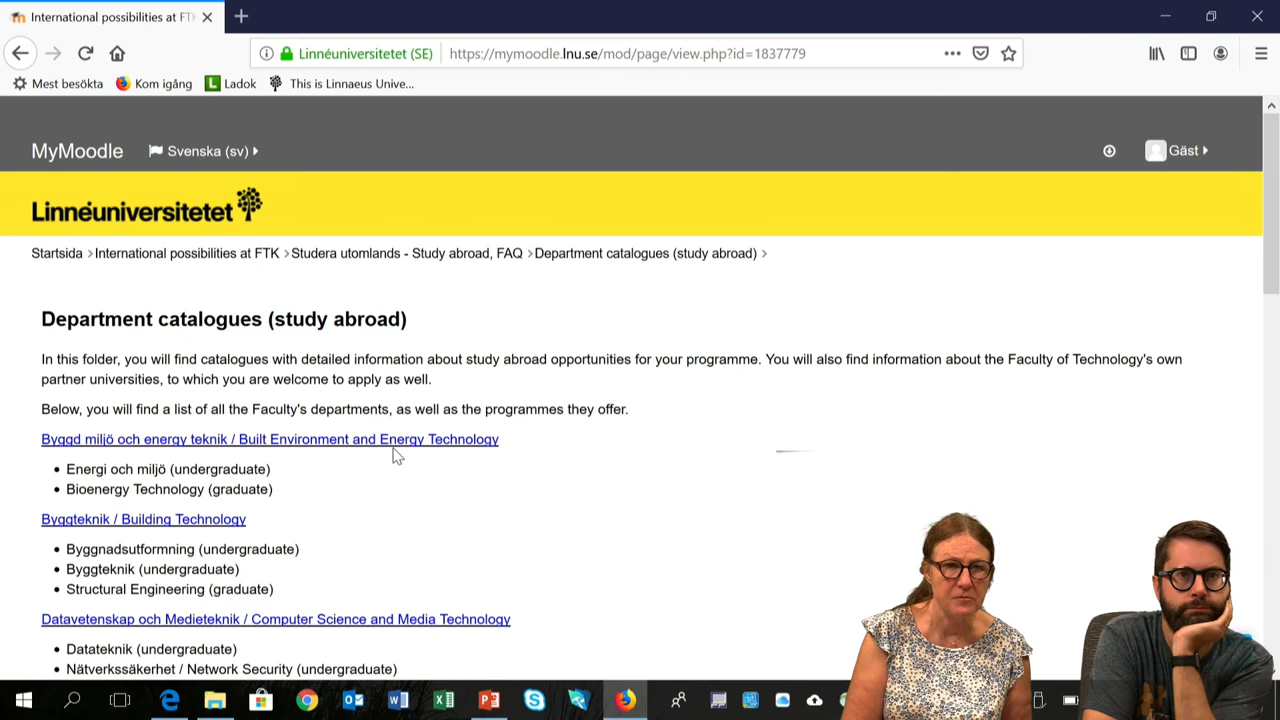 International possibilities at FT
Linnéuniversitetet (SE) https://mymoodle.lnu.se/mod/page/view.php?id=1837779
Mest besökta Kom igång Ladok This is Linnaeus Unive...
MyMoodle Svenska (sv) Gäst
Linnéuniversitetet
Startsida International possibilities at FTK Studera utomlands - Study abroad, FAQ Department catalogues (study abroad)
Department catalogues (study abroad)
In this folder, you will find catalogues with detailed information about study abroad opportunities for your programme. You will also find information about the Faculty of Technology's own
partner universities, to which you are welcome to apply as well.
Below, you will find a list of all the Faculty's departments, as well as the programmes they offer.
Byggd miljö och energy teknik / Built Environment and Energy Technology
• Energi och miljö (undergraduate)
• Bioenergy Technology (graduate)
Byggteknik / Building Technology
• Byggnadsutformning (undergraduate)
• Byggteknik (undergraduate)
• Structural Engineering (graduate)
Datavetenskap och Medieteknik / Computer Science and Media Technology
• Datateknik (undergraduate)
• Nätverkssäkerhet / Network Security (undergraduate)